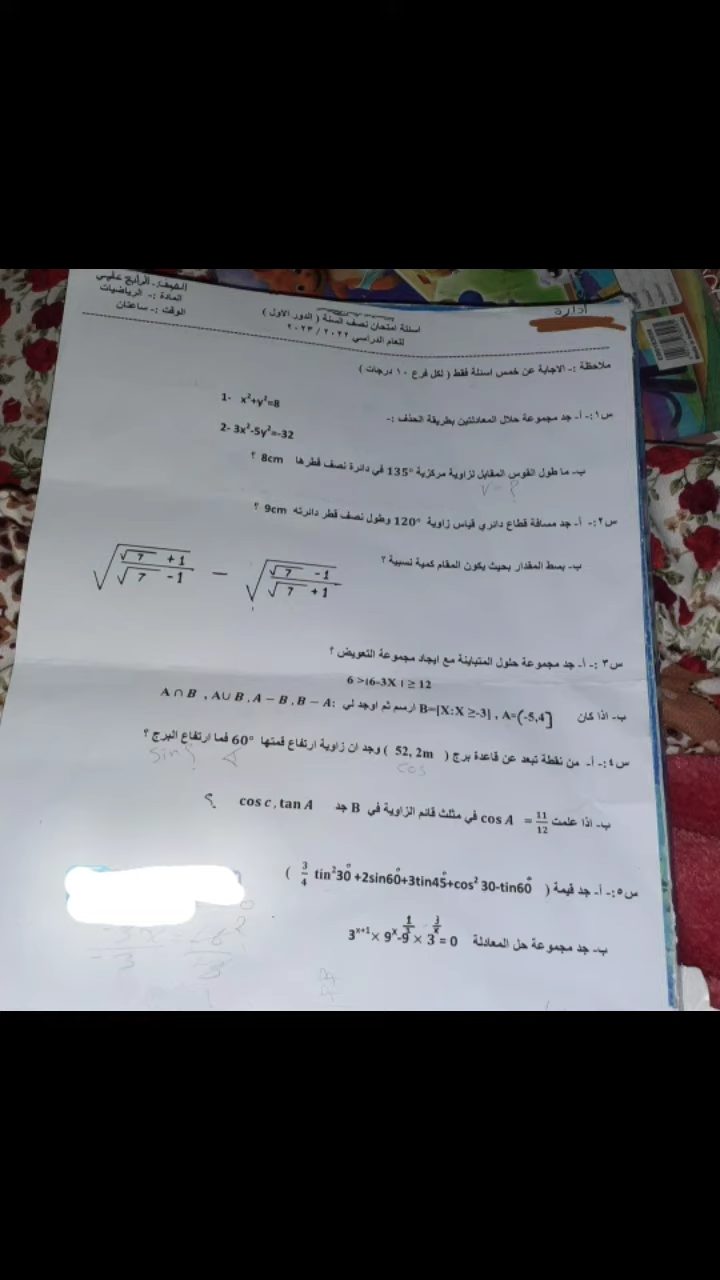 الصف:. الرابع علمي
المادة :. الرياضيات
الوقت :. ساعتان
ادارة
اسئلة امتحان نصف السنة ( الدور الاول )
للعام الدراسي ٢٠٢٢ / ٢٠٢٣
ملاحظة :. الاجابة عن خمس اسئلة فقط ( لكل فرع ١٠ درجات )
س١:. أ- جد مجموعة حلال المعادلتين بطريقة الحذف :-
1- x²+y²=8
2- 3x²-5y²=-32
ب- ما طول القوس المقابل لزاوية مركزية 135° في دائرة نصف قطرها 8cm ؟
س٢:. أ- جد مسافة قطاع دائري قياس زاوية 120° وطول نصف قطر دائرته 9cm ؟
ب- بسط المقدار بحيث يكون المقام كمية نسبية ؟
√((√7 +1)/(√7 -1)) − √((√7 -1)/(√7 +1))
س٣ :. أ- جد مجموعة حلول المتباينة مع ايجاد مجموعة التعويض ؟
6 >|6-3X | ≥ 12
ب- اذا كان A=(-5,4] , B=[X:X ≥-3] ارسم ثم اوجد لي :A ∩ B , A∪B , A − B , B − A
س٤:. أ- من نقطة تبعد عن قاعدة برج ( 52, 2m ) وجد ان زاوية ارتفاع قمتها 60° فما ارتفاع البرج ؟
sin
cos
ب- اذا علمت cos A = 11/12 في مثلث قائم الزاوية في B جد cos c , tan A ؟
س٥:. أ- جد قيمة ( 3/4 tin²30° +2sin60°+3tin45°+cos² 30-tin60° )
ب- جد مجموعة حل المعادلة 3ˣ⁺¹ × 9ˣ-9^(1/x) × 3^(3/x) = 0